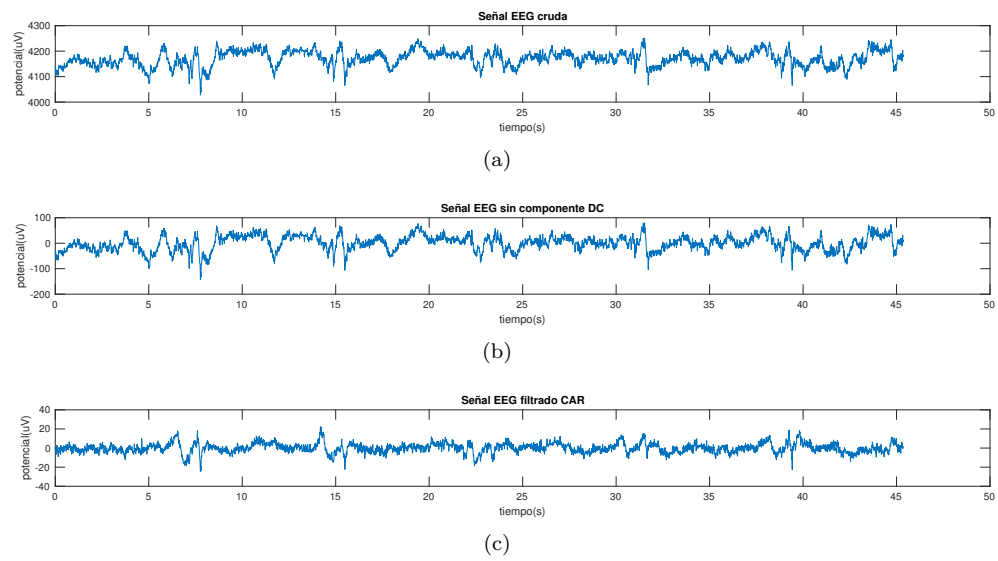 Señal EEG cruda
4300
4200
4100
4000
potencial(uV)
0 5 10 15 20 25 30 35 40 45 50
tiempo(s)
(a)
Señal EEG sin componente DC
100
0
-100
-200
potencial(uV)
0 5 10 15 20 25 30 35 40 45 50
tiempo(s)
(b)
Señal EEG filtrado CAR
40
20
0
-20
-40
potencial(uV)
0 5 10 15 20 25 30 35 40 45 50
tiempo(s)
(c)